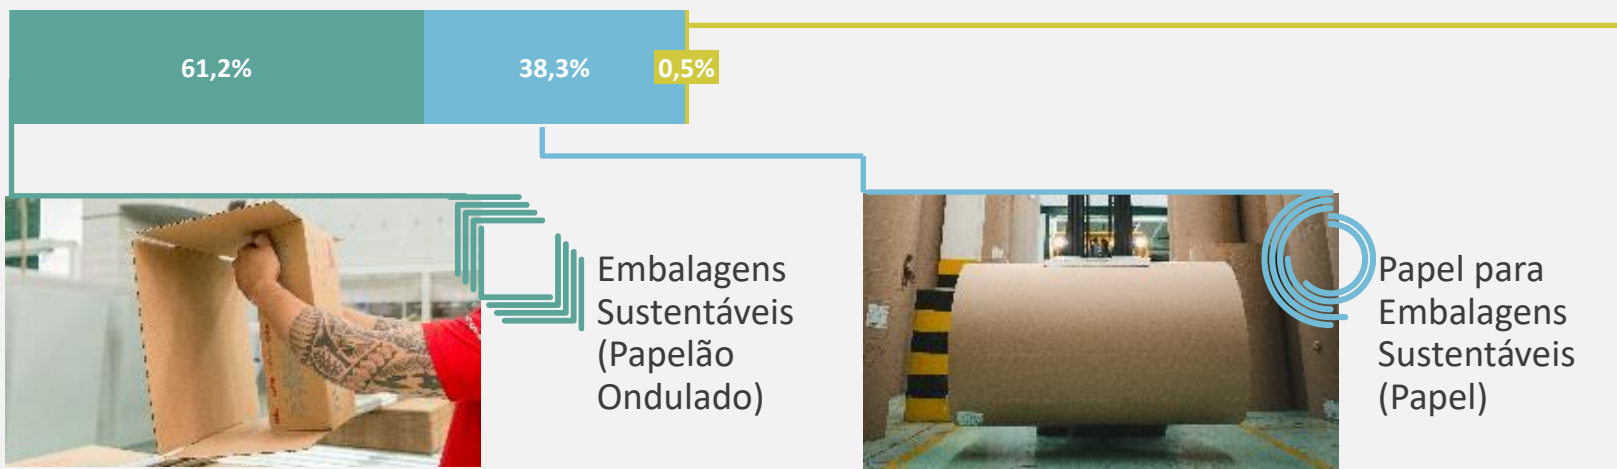 61,2%
38,3%
0,5%
Embalagens
Sustentáveis
(Papelão
Ondulado)
Papel para
Embalagens
Sustentáveis
(Papel)